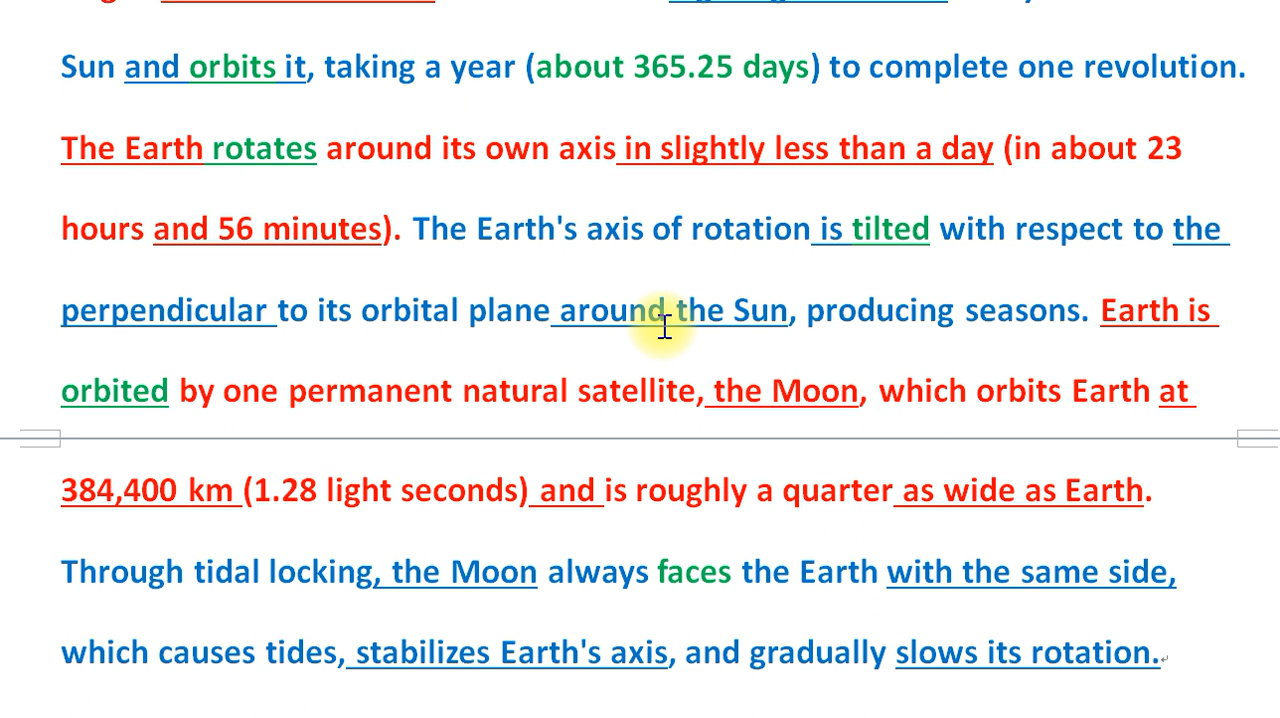 Sun and orbits it, taking a year (about 365.25 days) to complete one revolution.
The Earth rotates around its own axis in slightly less than a day (in about 23
hours and 56 minutes). The Earth's axis of rotation is tilted with respect to the
perpendicular to its orbital plane around the Sun, producing seasons. Earth is
orbited by one permanent natural satellite, the Moon, which orbits Earth at
384,400 km (1.28 light seconds) and is roughly a quarter as wide as Earth.
Through tidal locking, the Moon always faces the Earth with the same side,
which causes tides, stabilizes Earth's axis, and gradually slows its rotation.